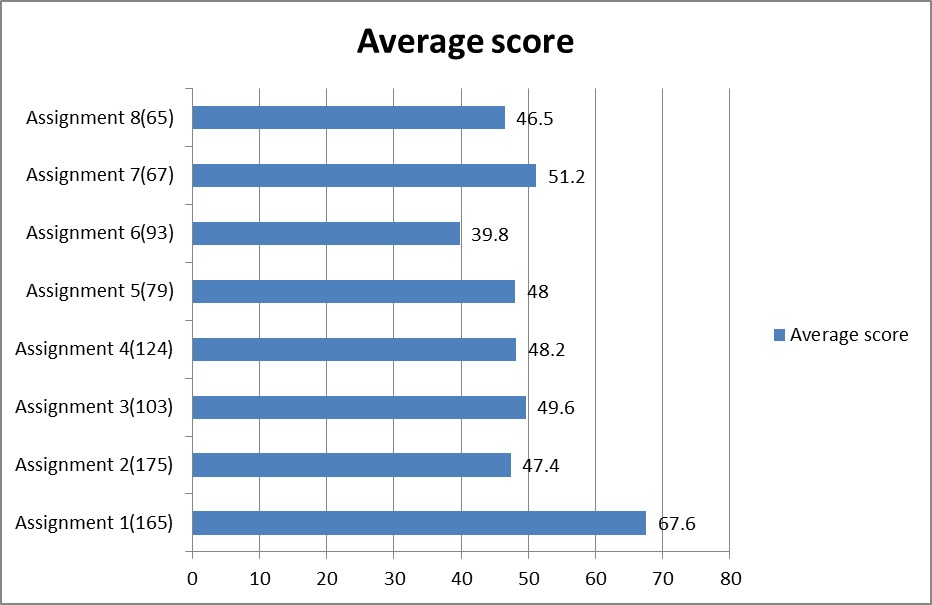 Average score
Assignment 8(65)
46.5
Assignment 7(67)
51.2
Assignment 6(93)
39.8
Assignment 5(79)
48
Assignment 4(124)
48.2
Average score
Assignment 3(103)
49.6
Assignment 2(175)
47.4
Assignment 1(165)
67.6
0 10 20 30 40 50 60 70 80